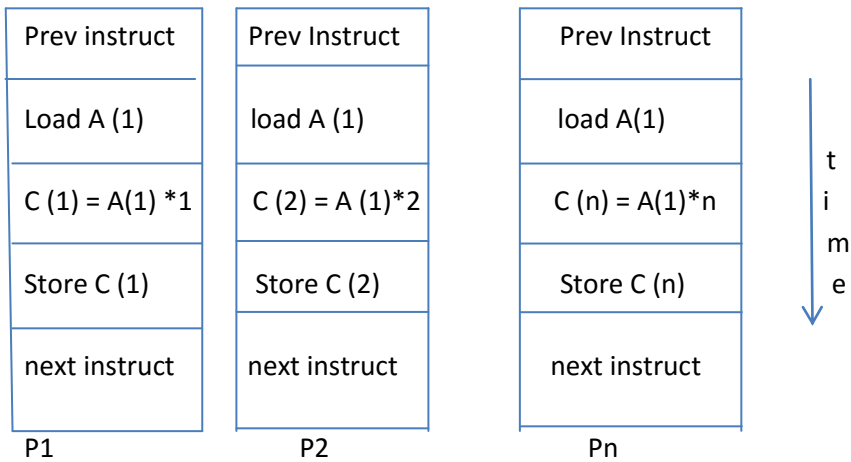 Prev instruct
Load A (1)
C (1) = A(1) *1
Store C (1)
next instruct
P1
Prev Instruct
load A (1)
C (2) = A (1)*2
Store C (2)
next instruct
P2
Prev Instruct
load A(1)
C (n) = A(1)*n
Store C (n)
next instruct
Pn
t
i
m
e